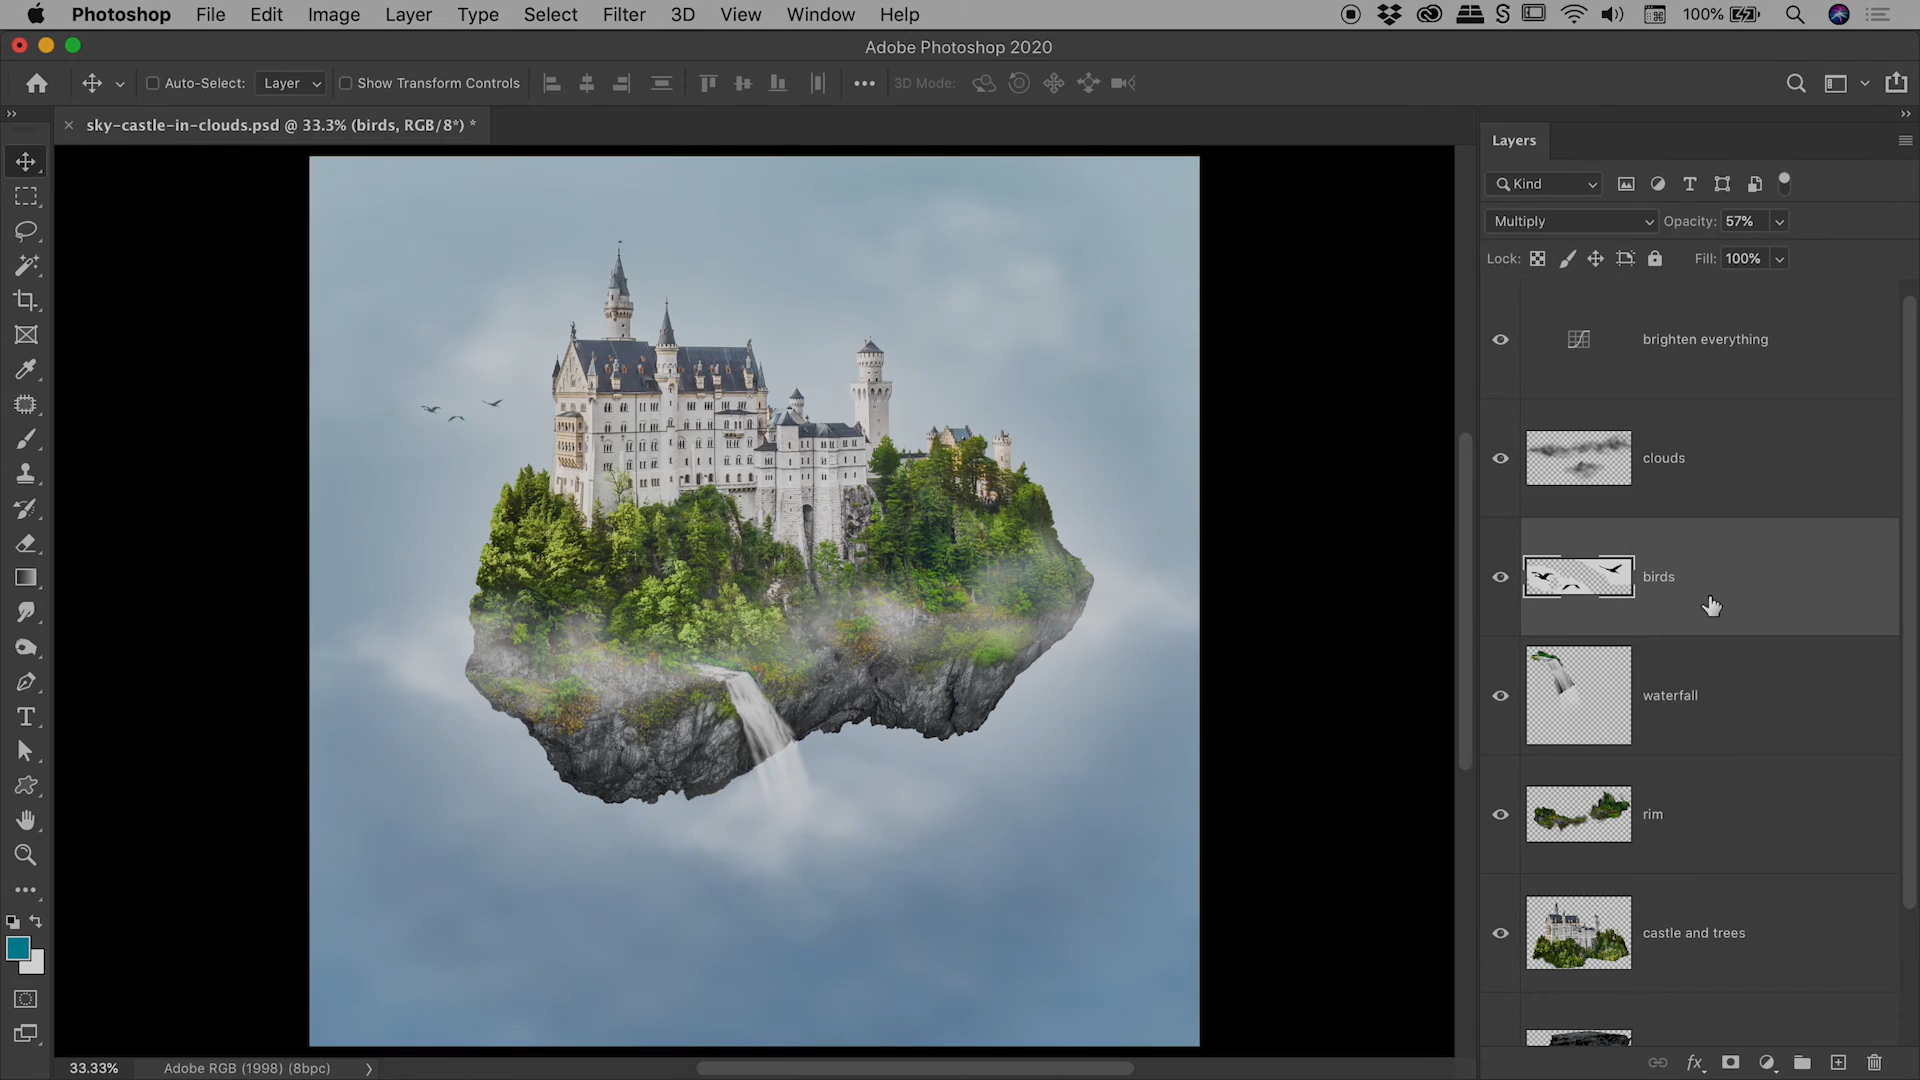 Photoshop File Edit Image Layer Type Select Filter 3D View Window Help 100%
Adobe Photoshop 2020
Auto-Select: Layer Show Transform Controls 3D Mode:
sky-castle-in-clouds.psd @ 33.3% (birds, RGB/8*) *
Layers
Kind
Multiply Opacity: 57%
Lock: Fill: 100%
brighten everything
clouds
birds
waterfall
rim
castle and trees
33.33% Adobe RGB (1998) (8bpc)